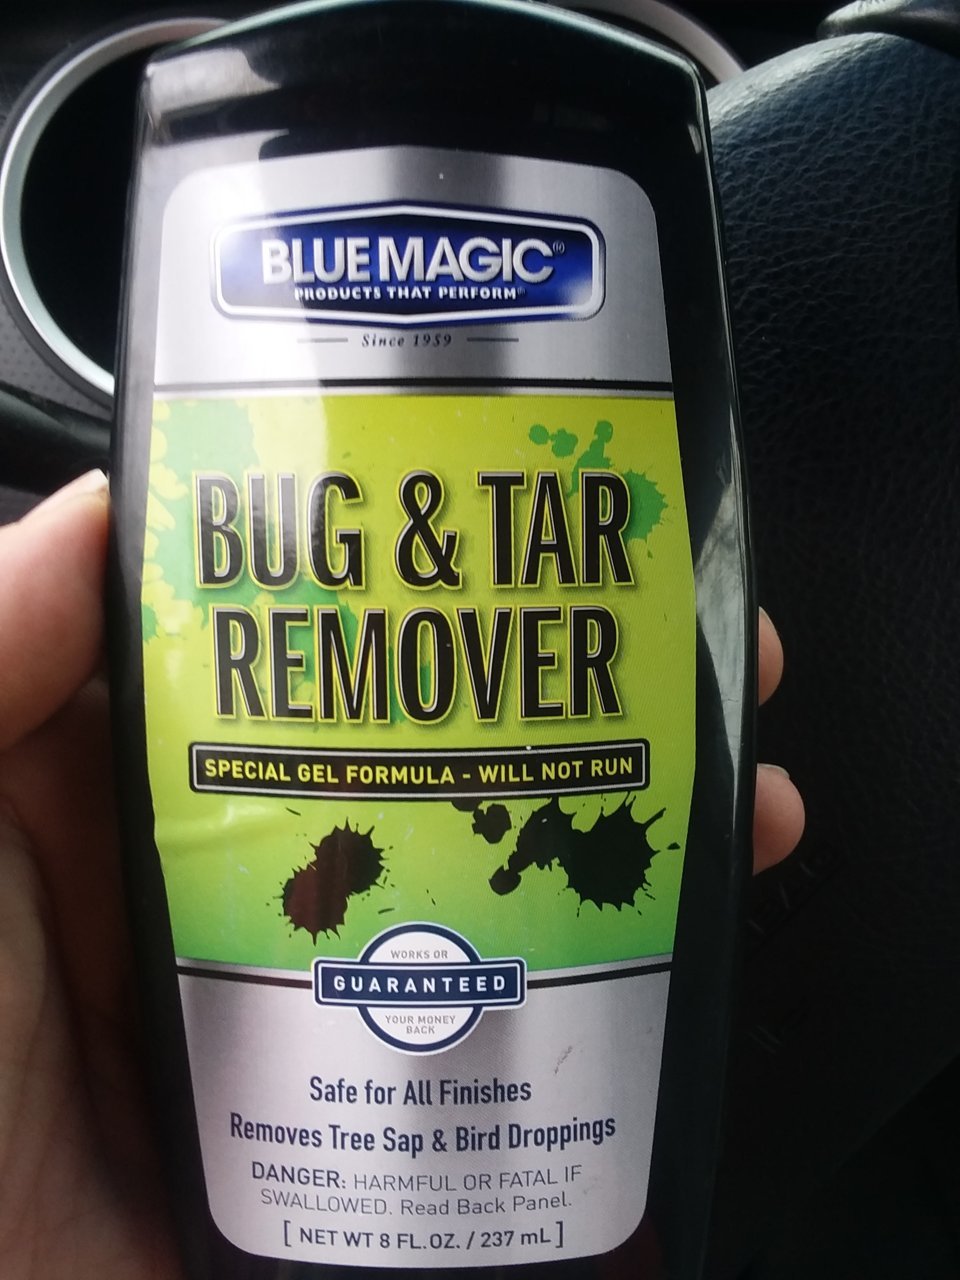 BLUE MAGIC®
PRODUCTS THAT PERFORM®
Since 1959
BUG & TAR
REMOVER
SPECIAL GEL FORMULA - WILL NOT RUN
WORKS OR
GUARANTEED
YOUR MONEY
BACK
Safe for All Finishes
Removes Tree Sap & Bird Droppings
DANGER: HARMFUL OR FATAL IF
SWALLOWED. Read Back Panel.
[ NET WT 8 FL. OZ. / 237 mL ]